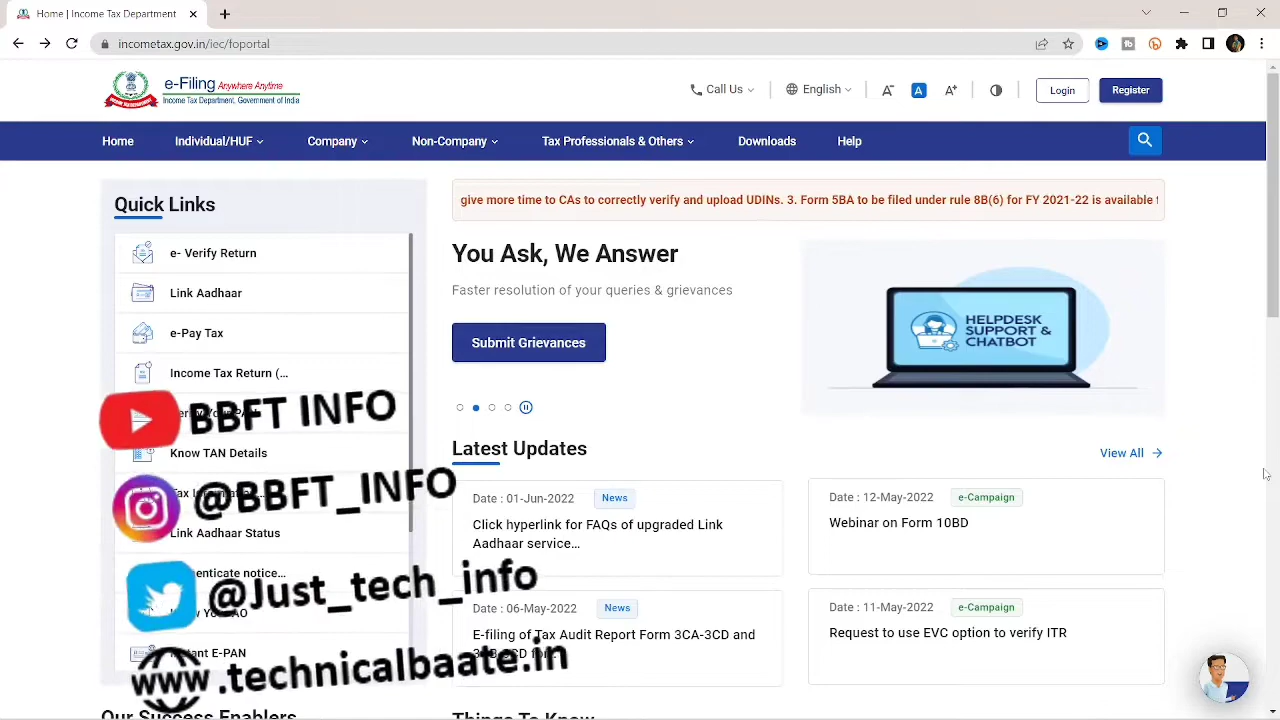 Home | Income Tax Department
incometax.gov.in/iec/foportal
e-Filing Anywhere Anytime
Income Tax Department, Government of India
Call Us
English
A-
A
A+
Login
Register
Home
Individual/HUF
Company
Non-Company
Tax Professionals & Others
Downloads
Help
give more time to CAs to correctly verify and upload UDINs. 3. Form 5BA to be filed under rule 8B(6) for FY 2021-22 is available
Quick Links
e- Verify Return
Link Aadhaar
e-Pay Tax
Income Tax Return (...
Know TAN Details
Link Aadhaar Status
E-PAN
BBFT INFO
@BBFT_INFO
@Just_tech_info
www.technicalbaate.in
You Ask, We Answer
Faster resolution of your queries & grievances
Submit Grievances
HELPDESK
SUPPORT &
CHATBOT
Latest Updates
View All
Date : 01-Jun-2022 News
Click hyperlink for FAQs of upgraded Link
Aadhaar service...
Date : 12-May-2022 e-Campaign
Webinar on Form 10BD
Date : 06-May-2022 News
E-filing of Tax Audit Report Form 3CA-3CD and
Date : 11-May-2022 e-Campaign
Request to use EVC option to verify ITR
Our Success Enablers
Things To Know